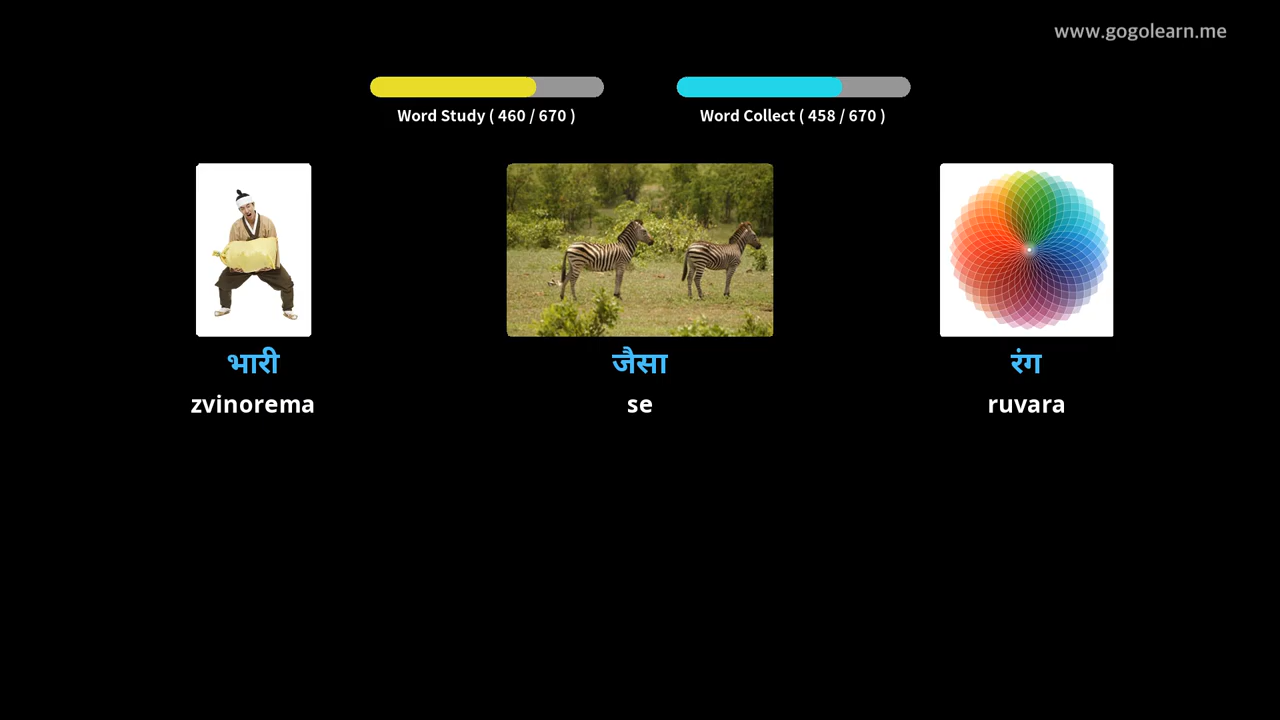 www.gogolearn.me
Word Study ( 460 / 670 )
Word Collect ( 458 / 670 )
भारी
जैसा
रंग
zvinorema
se
ruvara